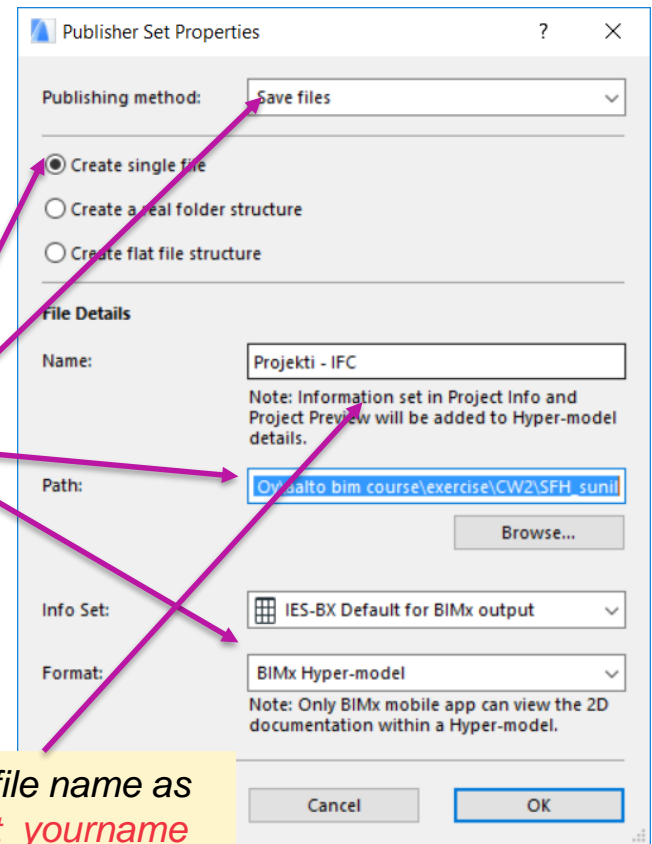 Publisher Set Properties ? ×
Publishing method: Save files
Create single file
Create a real folder structure
Create flat file structure
File Details
Name: Projekti - IFC
Note: Information set in Project Info and
Project Preview will be added to Hyper-model
details.
Path: Oy\aalto bim course\exercise\CW2\SFH_sunil
Browse...
Info Set: IES-BX Default for BIMx output
Format: BIMx Hyper-model
Note: Only BIMx mobile app can view the 2D
documentation within a Hyper-model.
file name as
yourname
Cancel OK